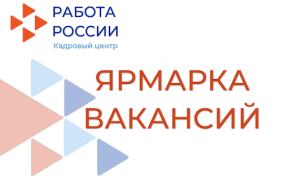 РАБОТА
РОССИИ
Кадровый центр
ЯРМАРКА
ВАКАНСИЙ